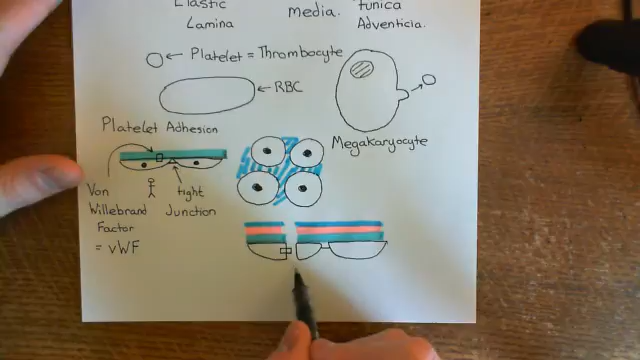 Elastic
Lamina
media.
tunica
Adventicia.
Platelet = Thrombocyte
RBC
Megakaryocyte
Platelet Adhesion
Von
Willebrand
Factor
= vWF
tight
Junction